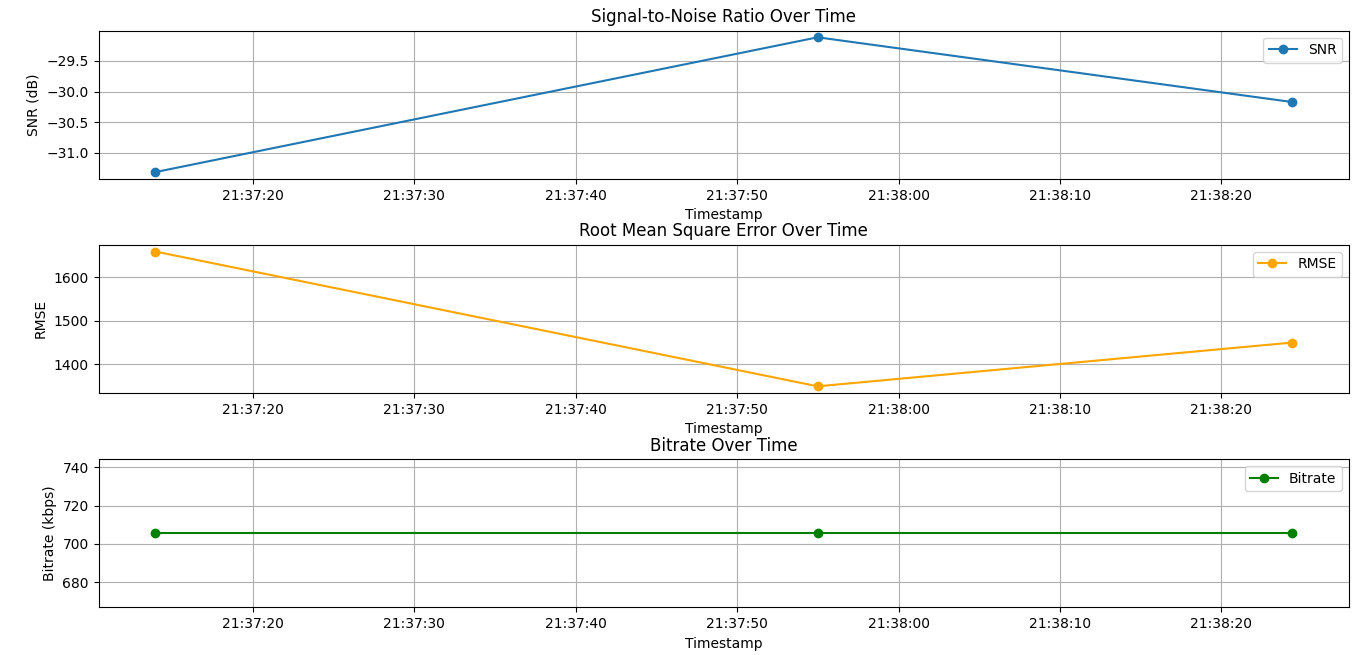 Signal-to-Noise Ratio Over Time
SNR (dB)
−29.5
−30.0
−30.5
−31.0
SNR
21:37:20 21:37:30 21:37:40 21:37:50 21:38:00 21:38:10 21:38:20
Timestamp
Root Mean Square Error Over Time
RMSE
1600
1500
1400
RMSE
21:37:20 21:37:30 21:37:40 21:37:50 21:38:00 21:38:10 21:38:20
Timestamp
Bitrate Over Time
Bitrate (kbps)
740
720
700
680
Bitrate
21:37:20 21:37:30 21:37:40 21:37:50 21:38:00 21:38:10 21:38:20
Timestamp